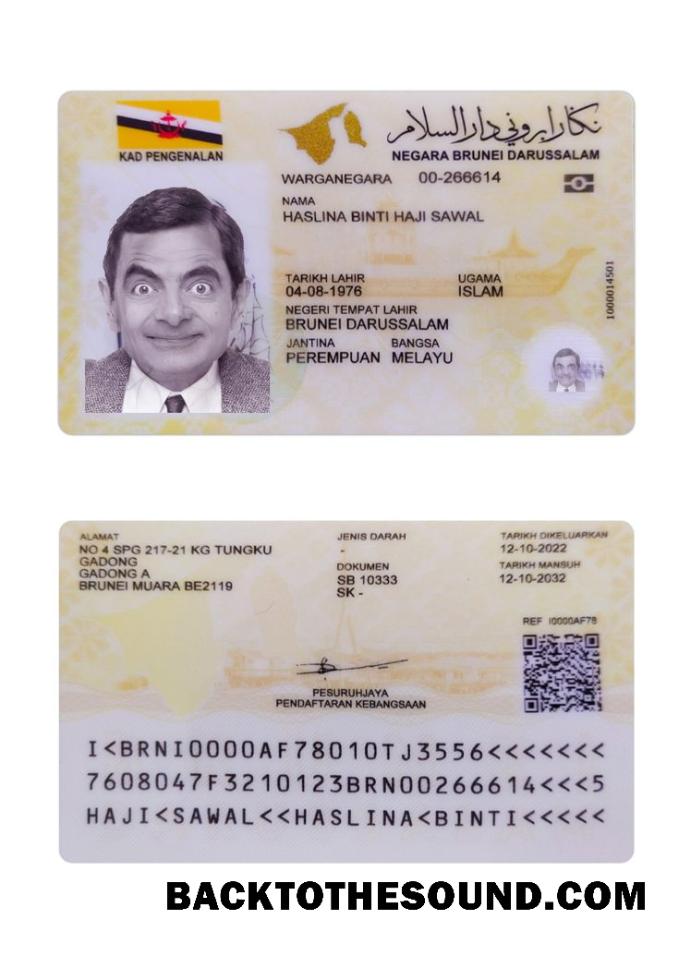 KAD PENGENALAN
نݢارا بروني دارالسلام
NEGARA BRUNEI DARUSSALAM
WARGANEGARA 00-266614
NAMA
HASLINA BINTI HAJI SAWAL
TARIKH LAHIR UGAMA
04-08-1976 ISLAM
NEGERI TEMPAT LAHIR
BRUNEI DARUSSALAM
JANTINA BANGSA
PEREMPUAN MELAYU
1000014501
ALAMAT
NO 4 SPG 217-21 KG TUNGKU
GADONG
GADONG A
BRUNEI MUARA BE2119
JENIS DARAH
-
DOKUMEN
SB 10333
SK -
TARIKH DIKELUARKAN
12-10-2022
TARIKH MANSUH
12-10-2032
REF I0000AF78
PESURUHJAYA
PENDAFTARAN KEBANGSAAN
I<BRNI0000AF78010TJ3556<<<<<<<
7608047F3210123BRN00266614<<<5
HAJI<SAWAL<<HASLINA<BINTI<<<<<
BACKTOTHESOUND.COM